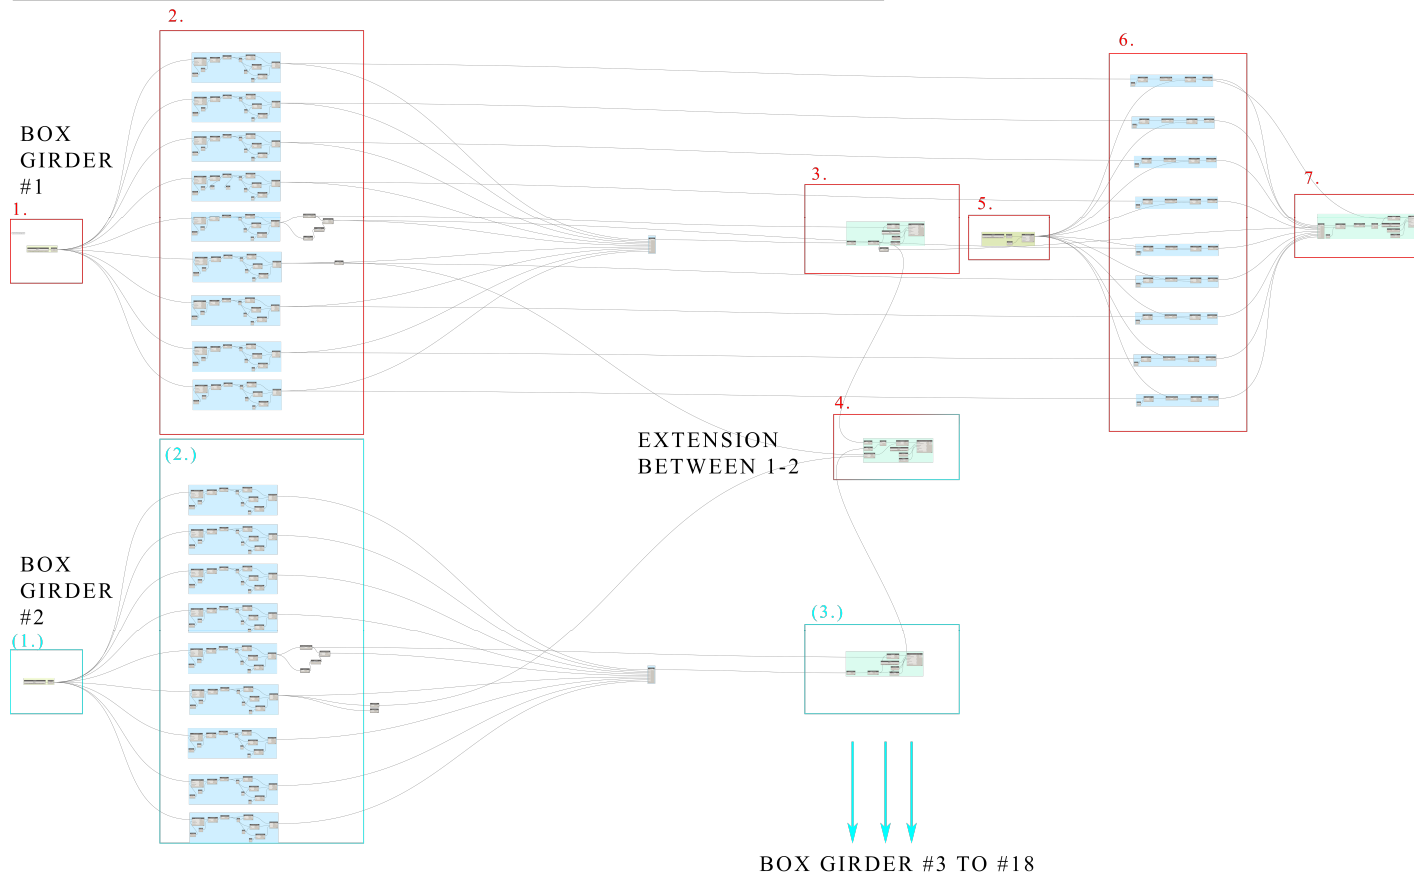 2.
6.
BOX
GIRDER
#1
1.
3.
5.
7.
4.
EXTENSION
BETWEEN 1-2
(2.)
BOX
GIRDER
#2
(1.)
(3.)
BOX GIRDER #3 TO #18